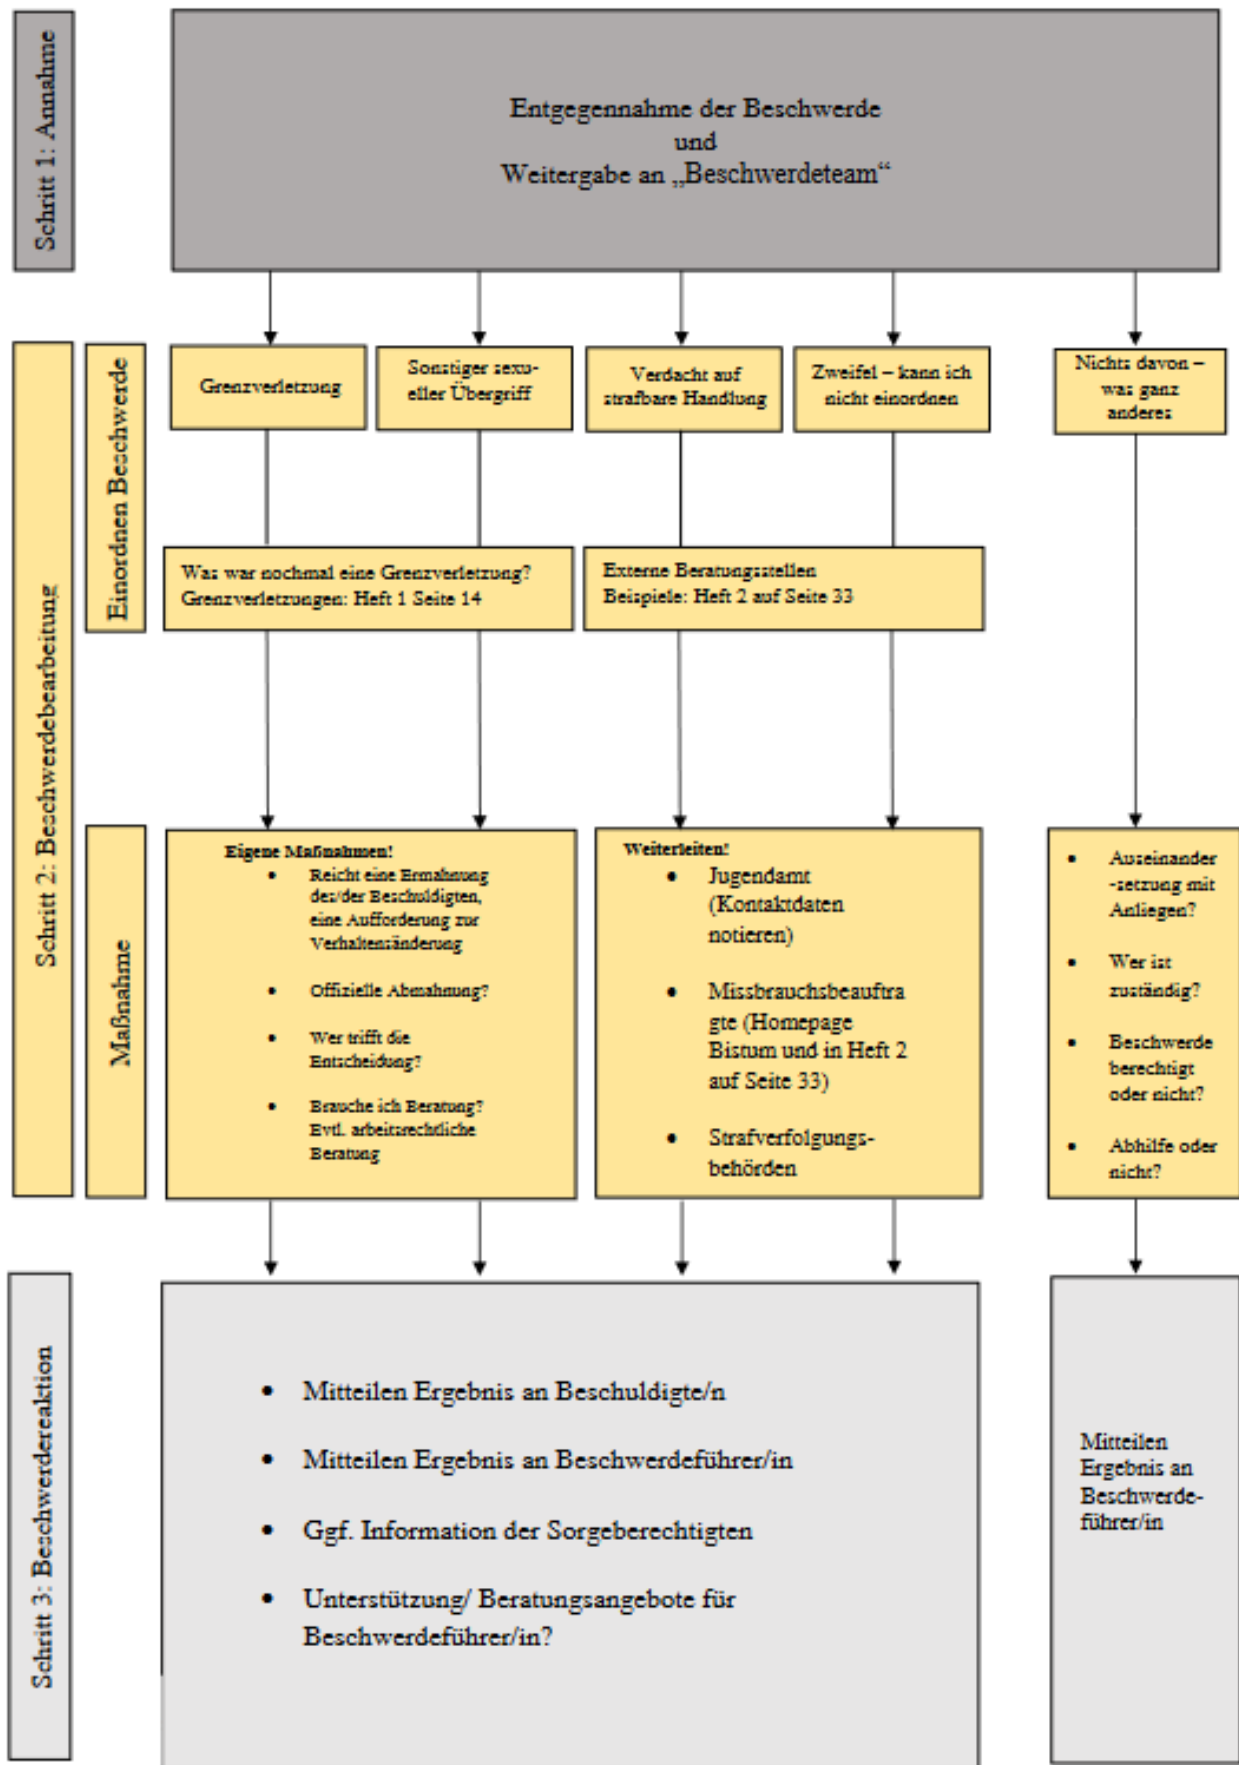 Schritt 1: Annahme
Entgegennahme der Beschwerde
und
Weitergabe an „Beschwerdeteam“
Schritt 2: Beschwerdebearbeitung
Einordnen Beschwerde
Grenzverletzung
Sonstiger sexu-
eller Übergriff
Verdacht auf
strafbare Handlung
Zweifel – kann ich
nicht einordnen
Nichts davon –
was ganz
anderes
Was war nochmal eine Grenzverletzung?
Grenzverletzungen: Heft 1 Seite 14
Externe Beratungsstellen
Beispiele: Heft 2 auf Seite 33
Maßnahme
Eigene Maßnahmen!
• Reicht eine Ermahnung
des/der Beschuldigten,
eine Aufforderung zur
Verhaltensänderung
• Offizielle Abmahnung?
• Wer trifft die
Entscheidung?
• Brauche ich Beratung?
Evtl. arbeitsrechtliche
Beratung
Weiterleiten!
• Jugendamt
(Kontaktdaten
notieren)
• Missbrauchsbeauftra
gte (Homepage
Bistum und in Heft 2
auf Seite 33)
• Strafverfolgungs-
behörden
• Auseinander
-setzung mit
Anliegen?
• Wer ist
zuständig?
• Beschwerde
berechtigt
oder nicht?
• Abhilfe oder
nicht?
Schritt 3: Beschwerdereaktion
• Mitteilen Ergebnis an Beschuldigte/n
• Mitteilen Ergebnis an Beschwerdeführer/in
• Ggf. Information der Sorgeberechtigten
• Unterstützung/ Beratungsangebote für
Beschwerdeführer/in?
Mitteilen
Ergebnis an
Beschwerde-
führer/in